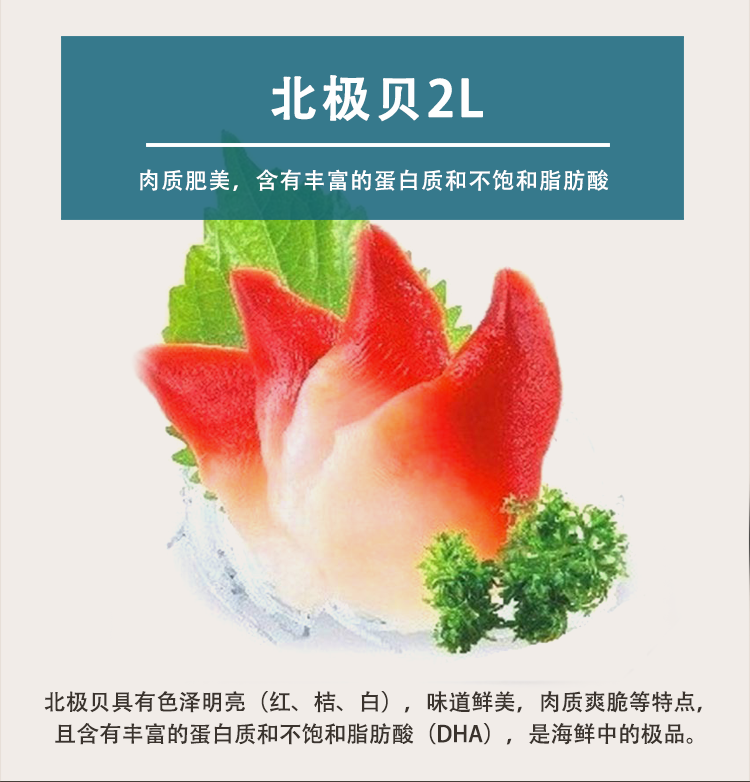 北极贝2L
肉质肥美，含有丰富的蛋白质和不饱和脂肪酸
北极贝具有色泽明亮（红、桔、白），味道鲜美，肉质爽脆等特点，
且含有丰富的蛋白质和不饱和脂肪酸（DHA），是海鲜中的极品。